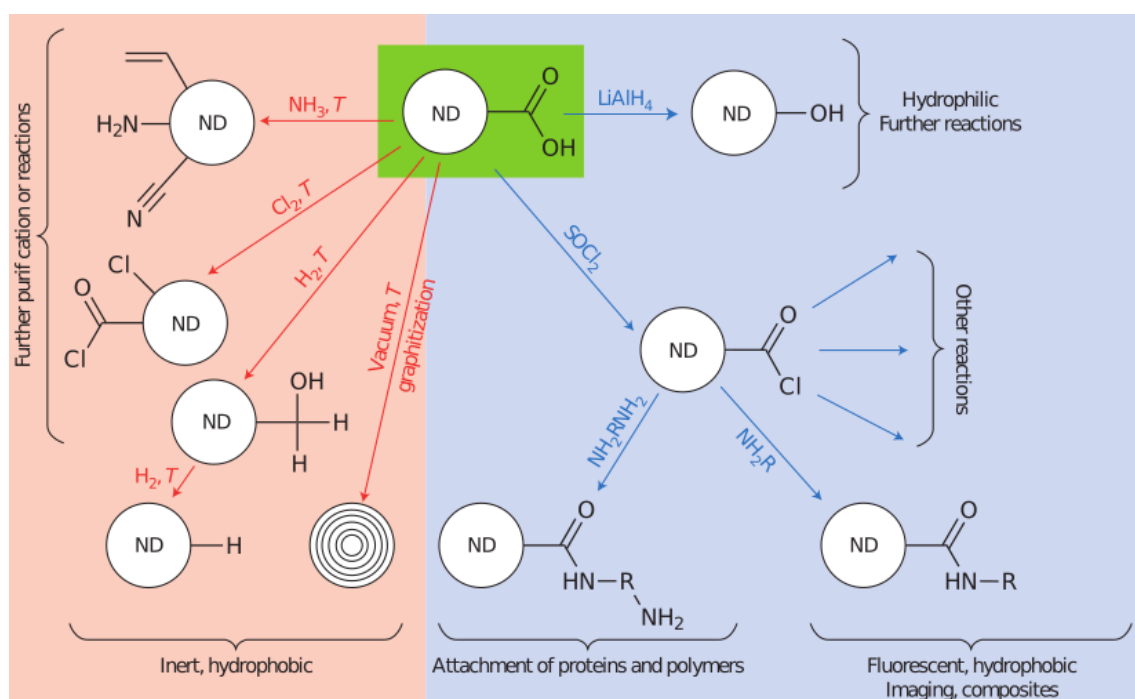 Further purif cation or reactions
H₂N
ND
N
NH₃, T
ND
O
OH
LiAlH₄
ND
OH
Hydrophilic
Further reactions
Cl₂, T
H₂, T
Vacuum, T
graphitization
SOCl₂
O
Cl
Cl
ND
ND
O
Cl
Other
reactions
ND
OH
H
H
H₂, T
NH₂RNH₂
NH₂R
ND
H
ND
O
HN
R
NH₂
ND
O
HN
R
Inert, hydrophobic
Attachment of proteins and polymers
Fluorescent, hydrophobic
Imaging, composites